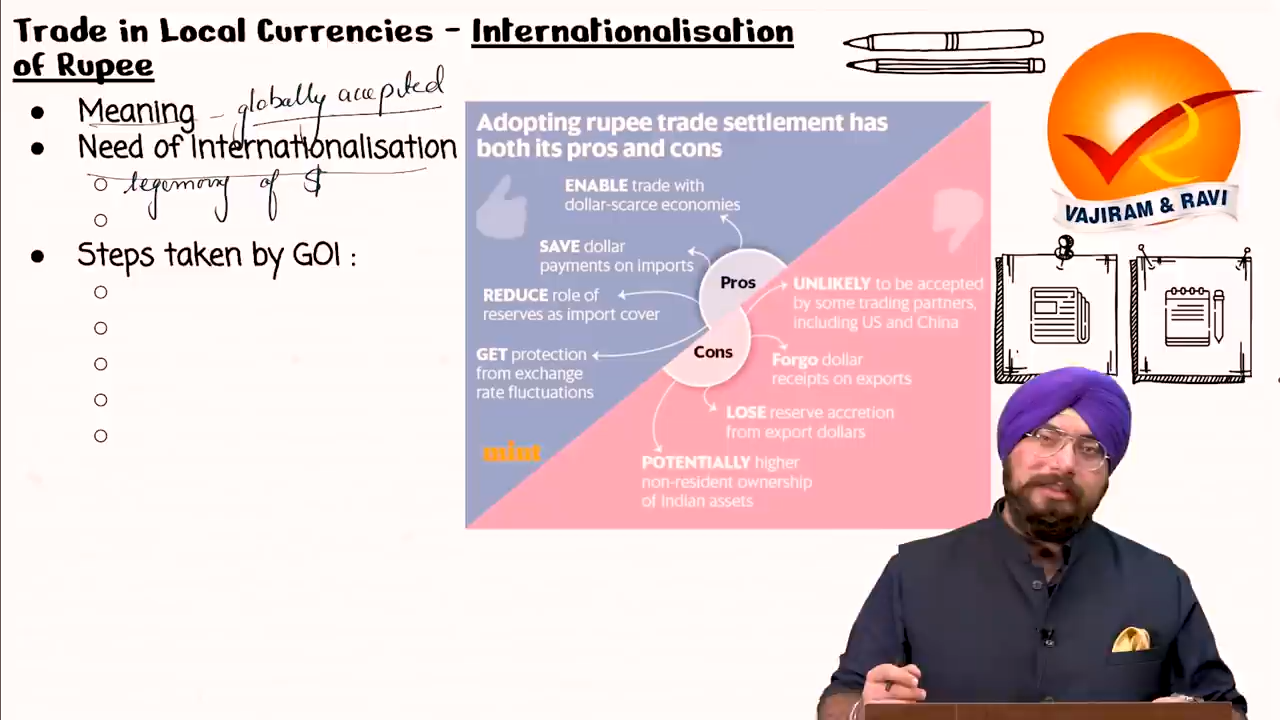 Trade in Local Currencies – Internationalisation
of Rupee
● Meaning – globally accepted
● Need of Internationalisation
○ hegemony of $
○
● Steps taken by GOI :
○
○
○
○
○
Adopting rupee trade settlement has
both its pros and cons
ENABLE trade with
dollar-scarce economies
SAVE dollar
payments on imports
REDUCE role of
reserves as import cover
GET protection
from exchange
rate fluctuations
Pros
Cons
UNLIKELY to be accepted
by some trading partners,
including US and China
Forgo dollar
receipts on exports
LOSE reserve accretion
from export dollars
POTENTIALLY higher
non-resident ownership
of Indian assets
mint
VAJIRAM & RAVI